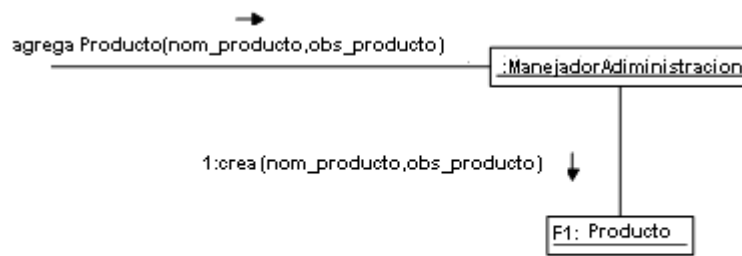 agrega Producto(nom_producto,obs_producto)
:ManejadorAdiministracion
1:crea(nom_producto,obs_producto)
F1: Producto